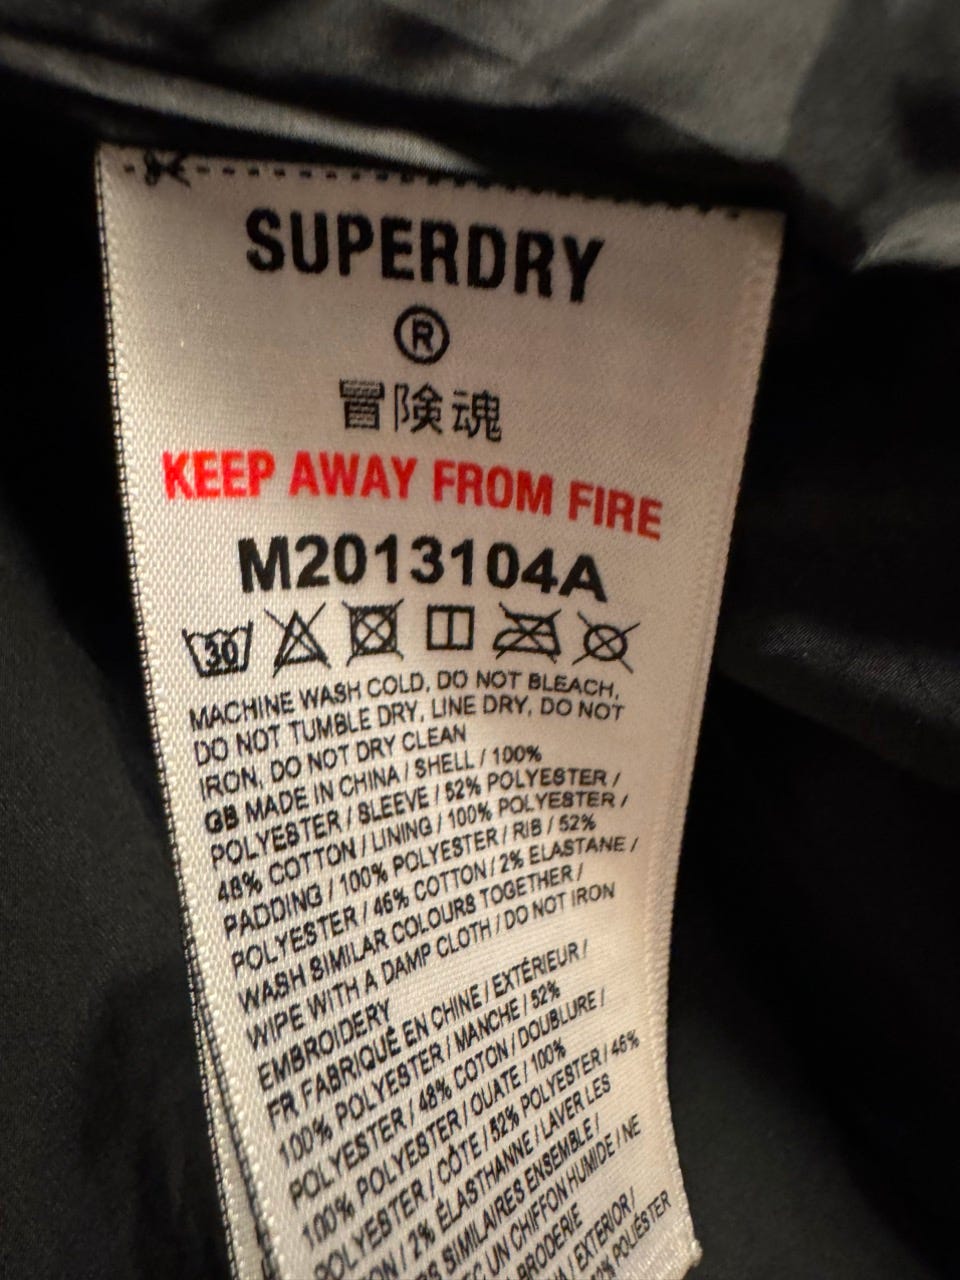 SUPERDRY
®
冒険魂
KEEP AWAY FROM FIRE
M2013104A
30
MACHINE WASH COLD, DO NOT BLEACH,
DO NOT TUMBLE DRY, LINE DRY, DO NOT
IRON, DO NOT DRY CLEAN
GB MADE IN CHINA / SHELL / 100%
POLYESTER / SLEEVE / 52% POLYESTER /
48% COTTON / LINING / 100% POLYESTER /
PADDING / 100% POLYESTER / RIB / 52%
POLYESTER / 46% COTTON / 2% ELASTANE /
WASH SIMILAR COLOURS TOGETHER /
WIPE WITH A DAMP CLOTH / DO NOT IRON
EMBROIDERY
FR FABRIQUÉ EN CHINE / EXTÉRIEUR /
100% POLYESTER / MANCHE / 52%
POLYESTER / 48% COTON / DOUBLURE /
100% POLYESTER / OUATE / 100%
POLYESTER / CÔTE / 52% POLYESTER / 46%
/ 2% ÉLASTHANNE / LAVER LES
SIMILAIRES ENSEMBLE /
UN CHIFFON HUMIDE / NE
BRODERIE
/ EXTERIOR /
POLIÉSTER